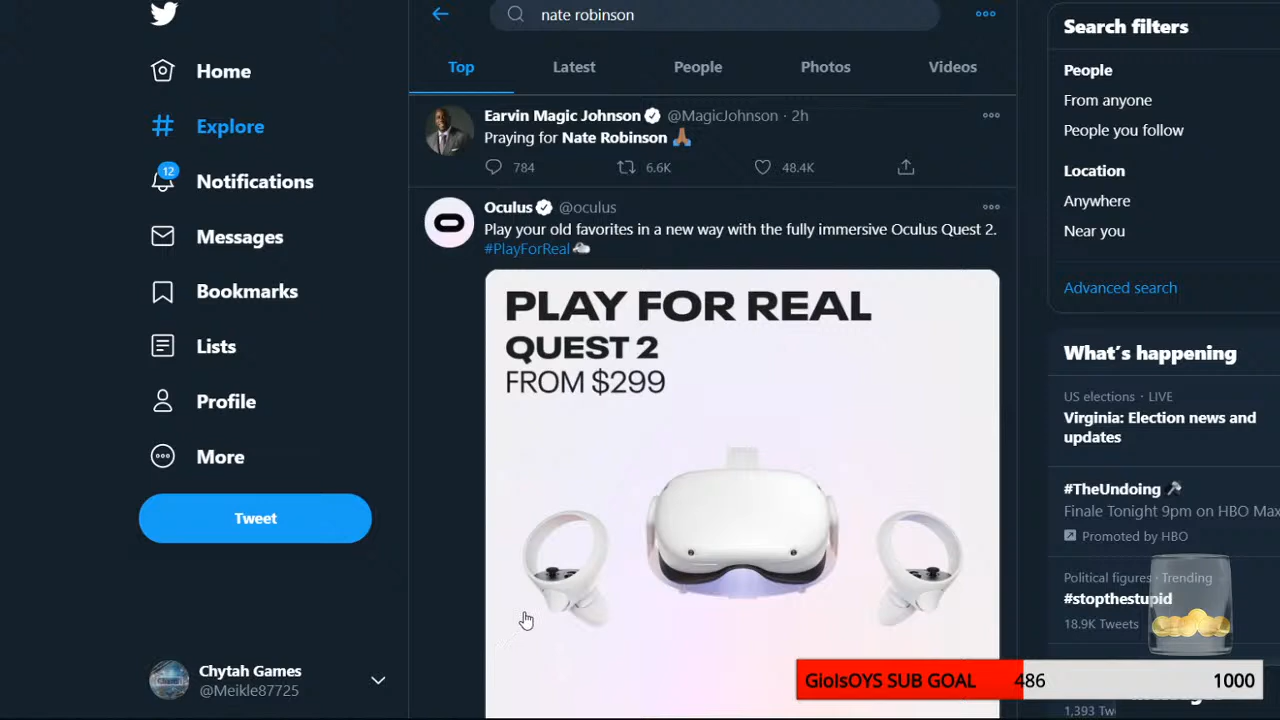 nate robinson
Home
Explore
12
Notifications
Messages
Bookmarks
Lists
Profile
More
Tweet
Chytah Games
@Meikle87725
Top
Latest
People
Photos
Videos
Earvin Magic Johnson @MagicJohnson · 2h
Praying for Nate Robinson 🙏🏾
784
6.6K
48.4K
Oculus @oculus
Play your old favorites in a new way with the fully immersive Oculus Quest 2.
#PlayForReal
PLAY FOR REAL
QUEST 2
FROM $299
Search filters
People
From anyone
People you follow
Location
Anywhere
Near you
Advanced search
What's happening
US elections · LIVE
Virginia: Election news and
updates
#TheUndoing
Finale Tonight 9pm on HBO Max
Promoted by HBO
Political figures · Trending
#stopthestupid
18.9K Tweets
GioIsOYS SUB GOAL
486
1000
1,393 Tweets